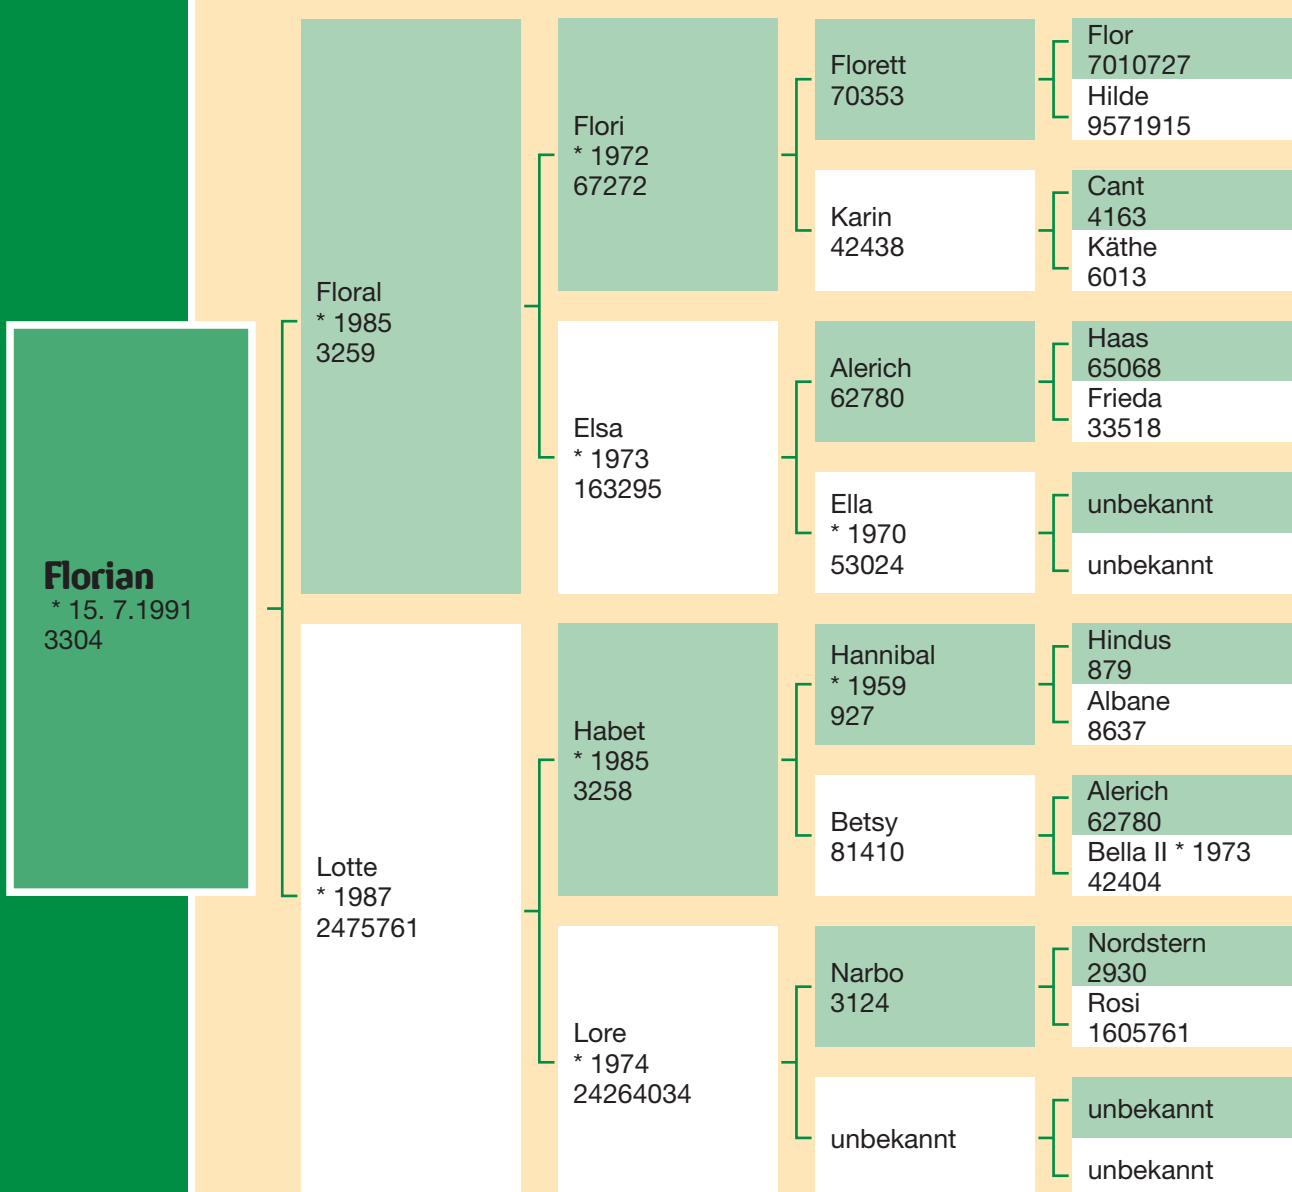 Florian
* 15. 7.1991
3304
Floral
* 1985
3259
Lotte
* 1987
2475761
Flori
* 1972
67272
Elsa
* 1973
163295
Habet
* 1985
3258
Lore
* 1974
24264034
Florett
70353
Karin
42438
Alerich
62780
Ella
* 1970
53024
Hannibal
* 1959
927
Betsy
81410
Narbo
3124
unbekannt
Flor
7010727
Hilde
9571915
Cant
4163
Käthe
6013
Haas
65068
Frieda
33518
unbekannt
unbekannt
Hindus
879
Albane
8637
Alerich
62780
Bella II * 1973
42404
Nordstern
2930
Rosi
1605761
unbekannt
unbekannt